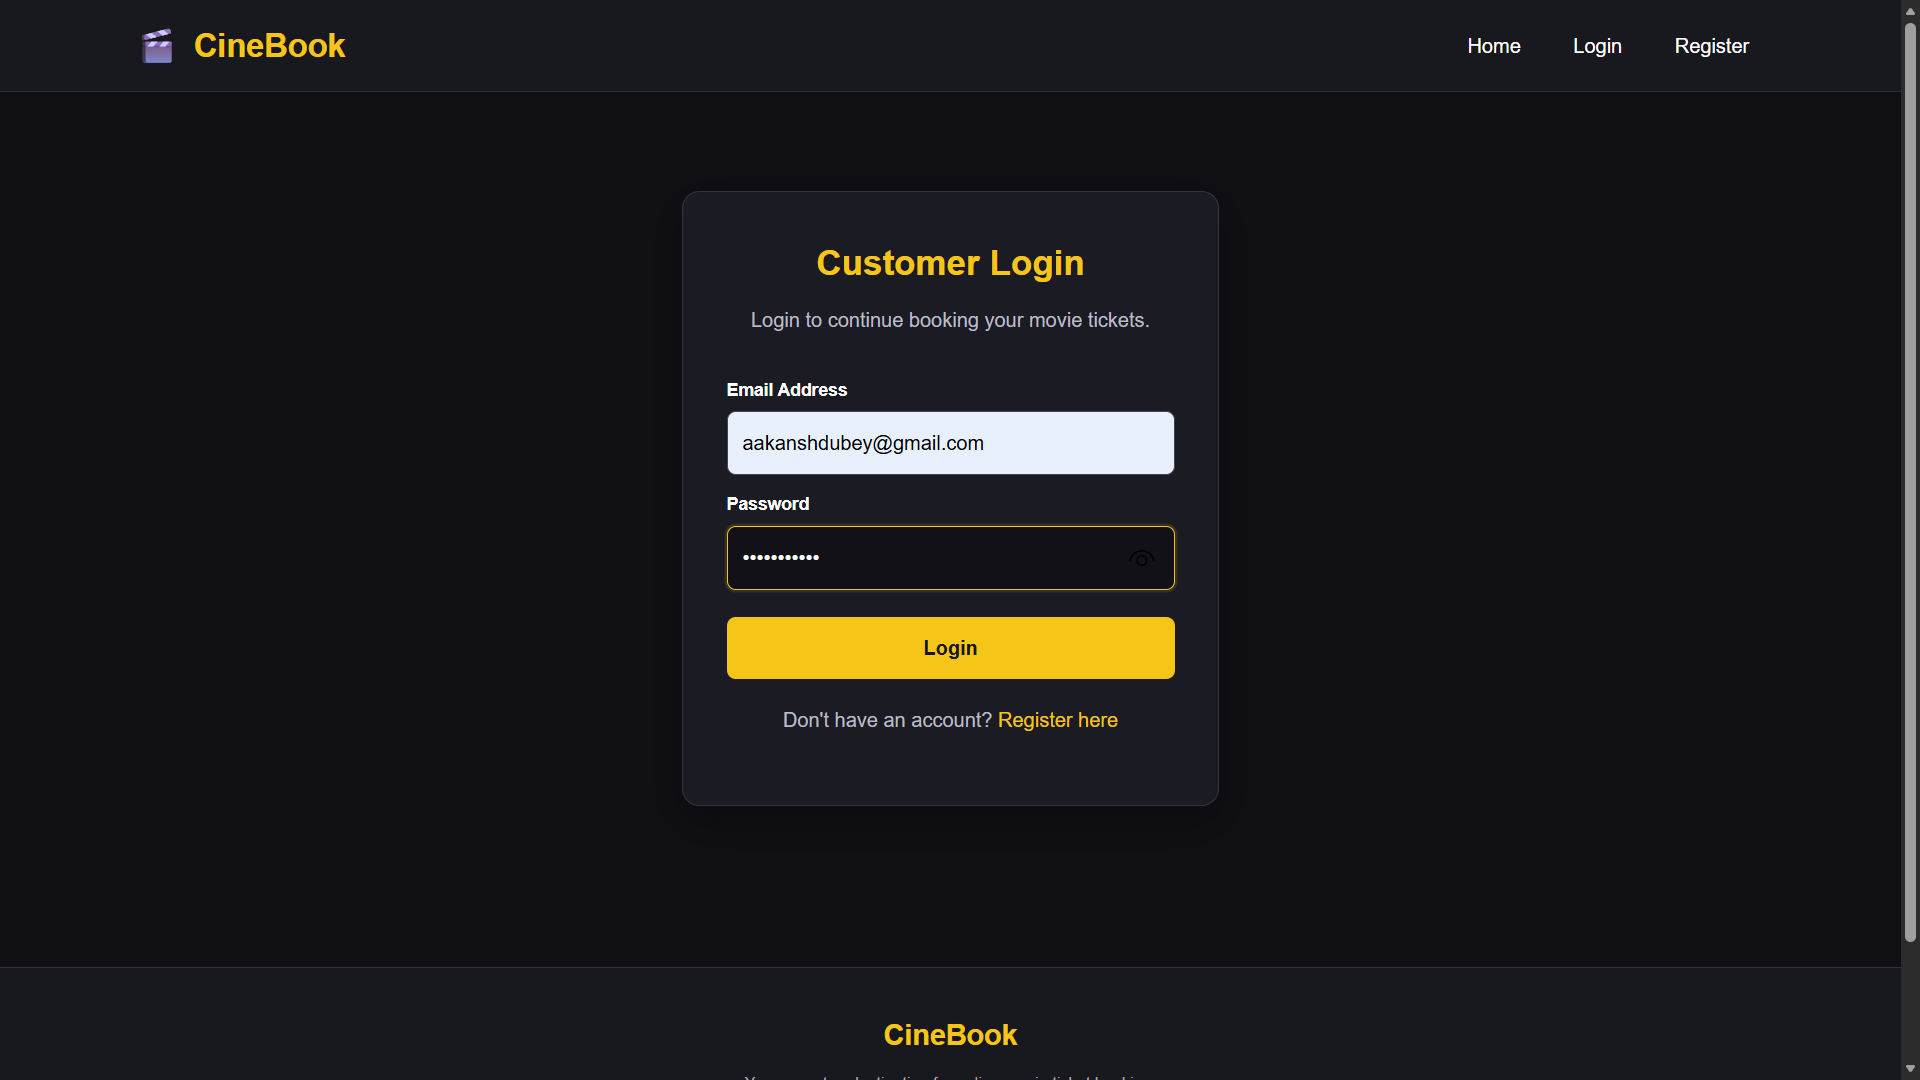 CineBook
Home
Login
Register
Customer Login
Login to continue booking your movie tickets.
Email Address
aakanshdubey@gmail.com
Password
•••••••••••
Login
Don't have an account? Register here
CineBook